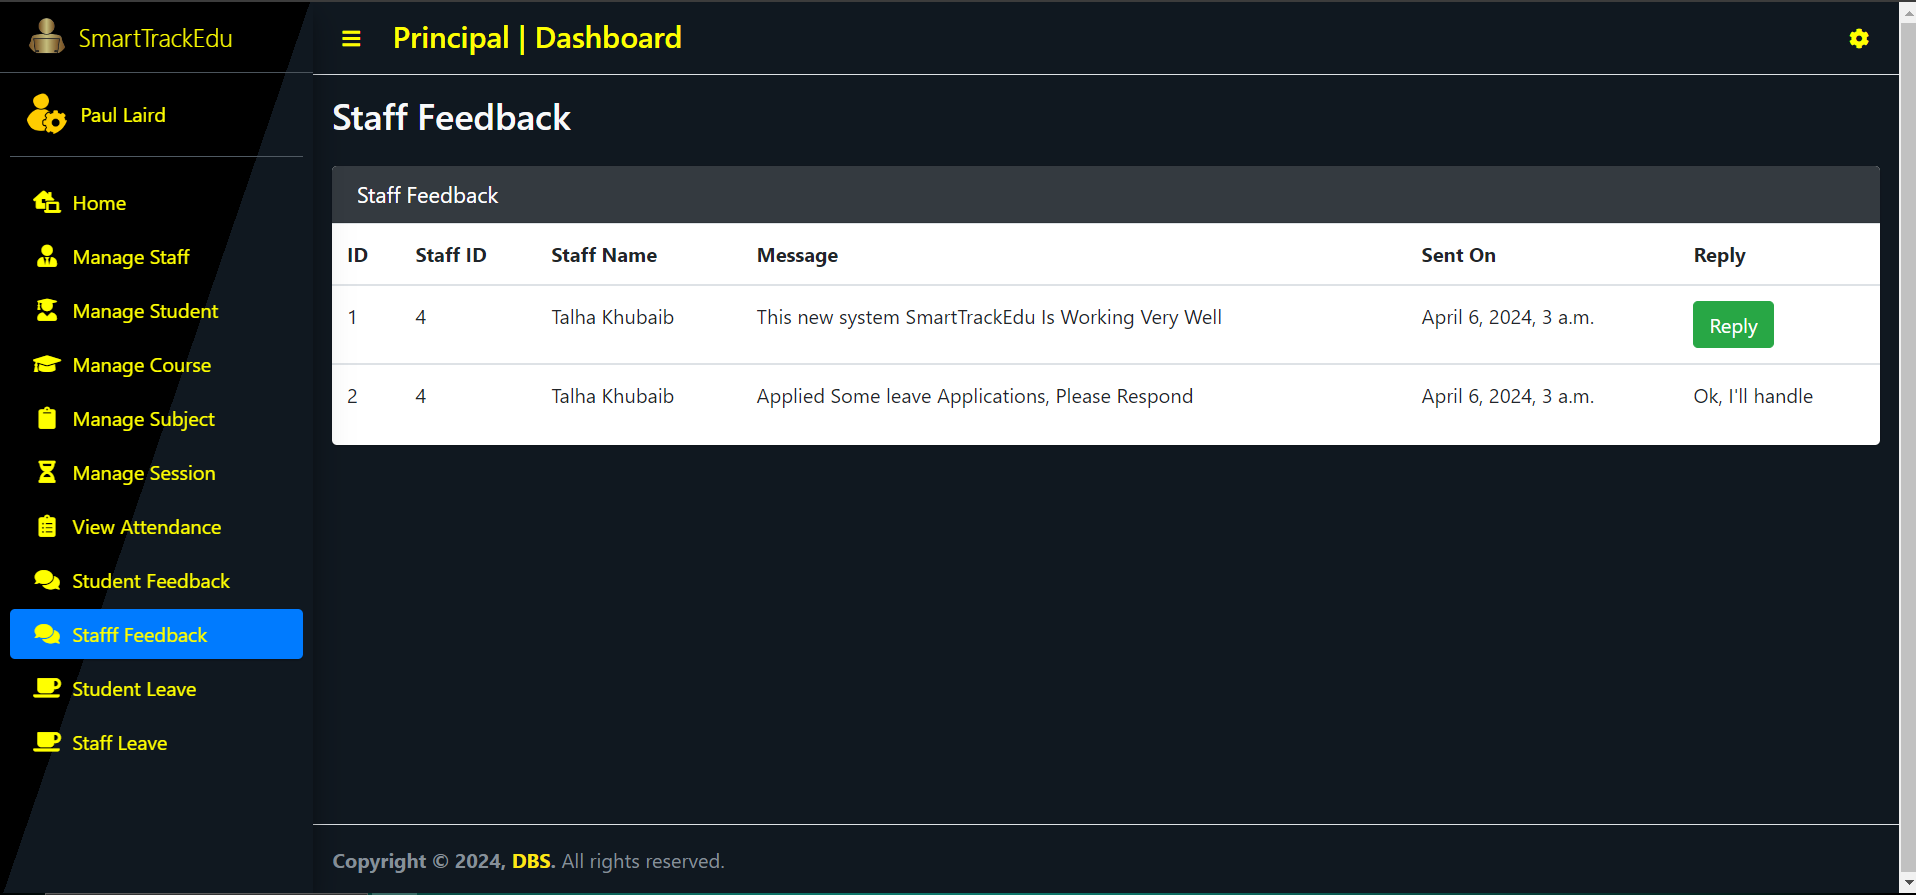 SmartTrackEdu
Principal | Dashboard
Paul Laird
Home
Manage Staff
Manage Student
Manage Course
Manage Subject
Manage Session
View Attendance
Student Feedback
Stafff Feedback
Student Leave
Staff Leave
Staff Feedback
Staff Feedback
ID Staff ID Staff Name Message Sent On Reply
1 4 Talha Khubaib This new system SmartTrackEdu Is Working Very Well April 6, 2024, 3 a.m. Reply
2 4 Talha Khubaib Applied Some leave Applications, Please Respond April 6, 2024, 3 a.m. Ok, I'll handle
Copyright © 2024, DBS. All rights reserved.